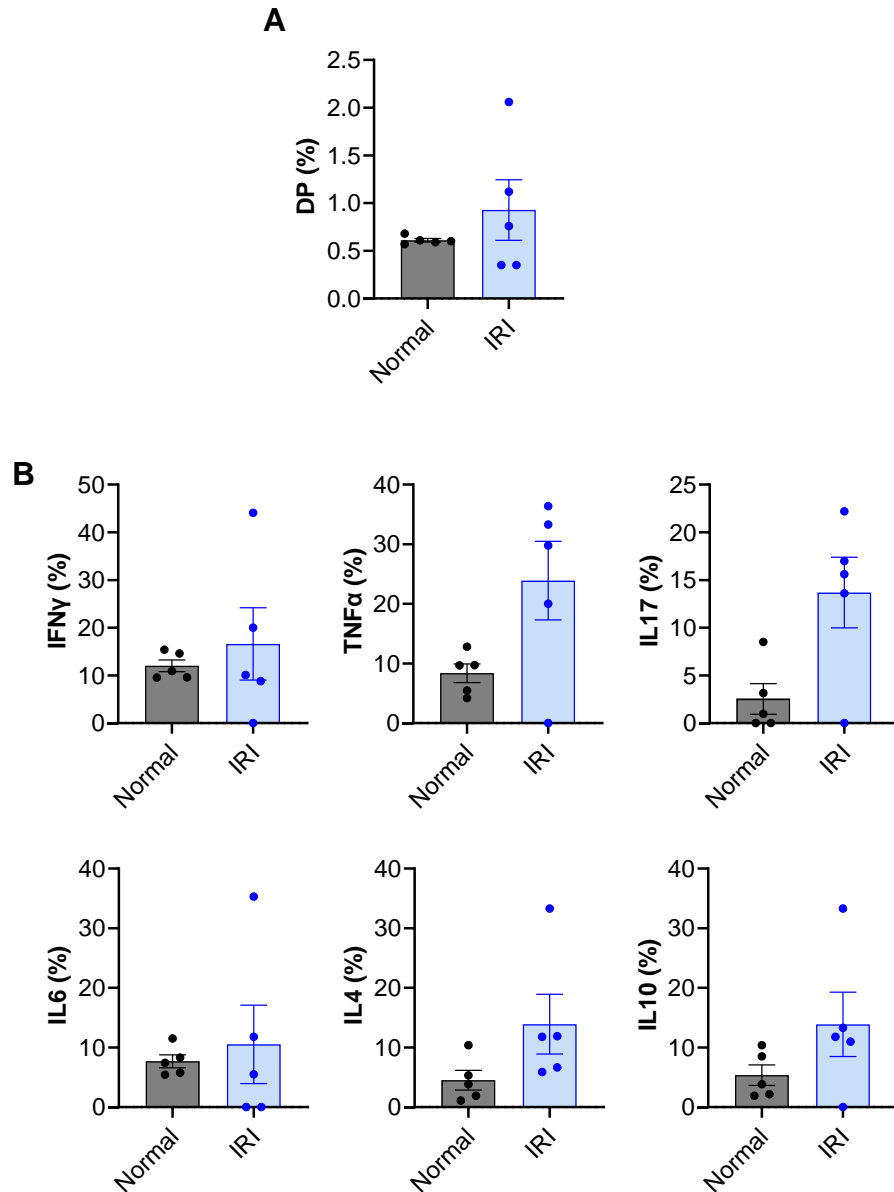 A
DP (%)
2.5
2.0
1.5
1.0
0.5
0.0
Normal
IRI
B
IFNγ (%)
50
40
30
20
10
0
Normal
IRI
TNFα (%)
40
30
20
10
0
Normal
IRI
IL17 (%)
25
20
15
10
5
0
Normal
IRI
IL6 (%)
40
30
20
10
0
Normal
IRI
IL4 (%)
40
30
20
10
0
Normal
IRI
IL10 (%)
40
30
20
10
0
Normal
IRI